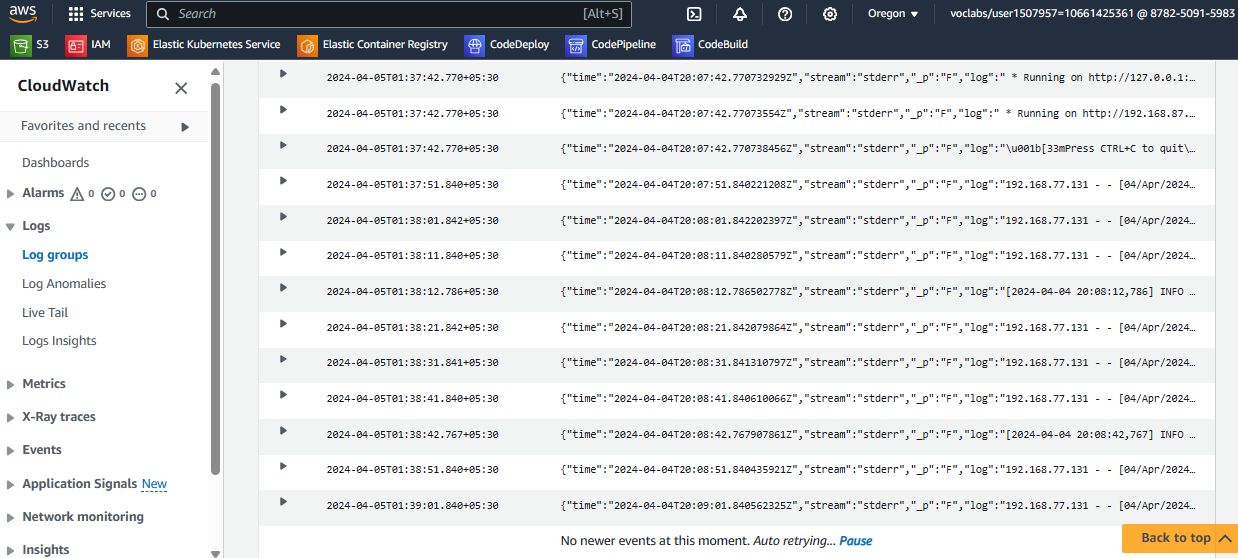 aws Services Search [Alt+S] Oregon voclabs/user1507957=10661425361 @ 8782-5091-5983
S3 IAM Elastic Kubernetes Service Elastic Container Registry CodeDeploy CodePipeline CodeBuild
CloudWatch
Favorites and recents
Dashboards
Alarms 0 0 0
Logs
Log groups
Log Anomalies
Live Tail
Logs Insights
Metrics
X-Ray traces
Events
Application Signals New
Network monitoring
Insights
2024-04-05T01:37:42.770+05:30 {"time":"2024-04-04T20:07:42.770732929Z","stream":"stderr","_p":"F","log":" * Running on http://127.0.0.1:…
2024-04-05T01:37:42.770+05:30 {"time":"2024-04-04T20:07:42.77073554Z","stream":"stderr","_p":"F","log":" * Running on http://192.168.87.…
2024-04-05T01:37:42.770+05:30 {"time":"2024-04-04T20:07:42.770738456Z","stream":"stderr","_p":"F","log":"\u001b[33mPress CTRL+C to quit\…
2024-04-05T01:37:51.840+05:30 {"time":"2024-04-04T20:07:51.840221208Z","stream":"stderr","_p":"F","log":"192.168.77.131 - - [04/Apr/2024…
2024-04-05T01:38:01.842+05:30 {"time":"2024-04-04T20:08:01.842202397Z","stream":"stderr","_p":"F","log":"192.168.77.131 - - [04/Apr/2024…
2024-04-05T01:38:11.840+05:30 {"time":"2024-04-04T20:08:11.840280579Z","stream":"stderr","_p":"F","log":"192.168.77.131 - - [04/Apr/2024…
2024-04-05T01:38:12.786+05:30 {"time":"2024-04-04T20:08:12.786502778Z","stream":"stderr","_p":"F","log":"[2024-04-04 20:08:12,786] INFO …
2024-04-05T01:38:21.842+05:30 {"time":"2024-04-04T20:08:21.842079864Z","stream":"stderr","_p":"F","log":"192.168.77.131 - - [04/Apr/2024…
2024-04-05T01:38:31.841+05:30 {"time":"2024-04-04T20:08:31.841310797Z","stream":"stderr","_p":"F","log":"192.168.77.131 - - [04/Apr/2024…
2024-04-05T01:38:41.840+05:30 {"time":"2024-04-04T20:08:41.840610066Z","stream":"stderr","_p":"F","log":"192.168.77.131 - - [04/Apr/2024…
2024-04-05T01:38:42.767+05:30 {"time":"2024-04-04T20:08:42.767907861Z","stream":"stderr","_p":"F","log":"[2024-04-04 20:08:42,767] INFO …
2024-04-05T01:38:51.840+05:30 {"time":"2024-04-04T20:08:51.840435921Z","stream":"stderr","_p":"F","log":"192.168.77.131 - - [04/Apr/2024…
2024-04-05T01:39:01.840+05:30 {"time":"2024-04-04T20:09:01.840562325Z","stream":"stderr","_p":"F","log":"192.168.77.131 - - [04/Apr/2024…
No newer events at this moment. Auto retrying... Pause
Back to top